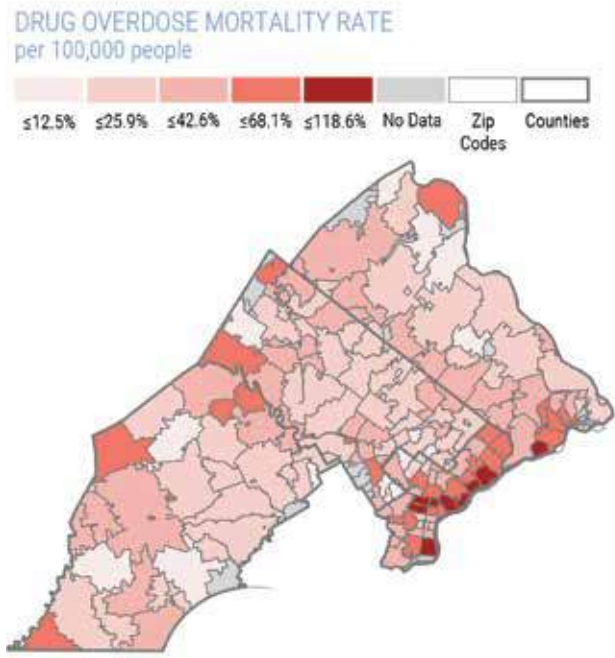 DRUG OVERDOSE MORTALITY RATE
per 100,000 people
≤12.5% ≤25.9% ≤42.6% ≤68.1% ≤118.6% No Data Zip Counties
Codes